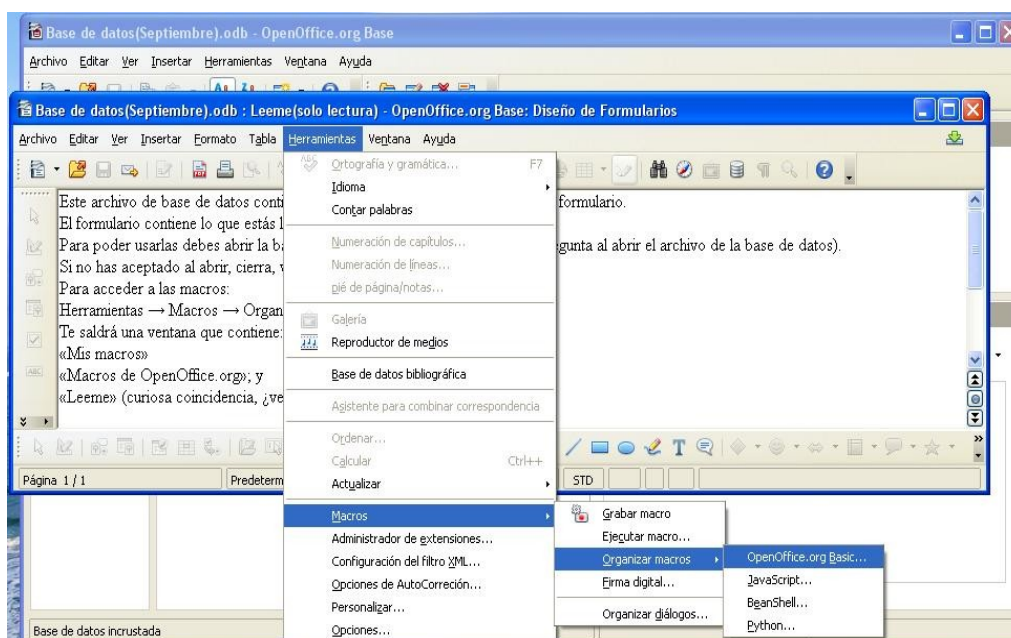 Base de datos(Septiembre).odb - OpenOffice.org Base
Archivo Editar Ver Insertar Herramientas Ventana Ayuda
Base de datos(Septiembre).odb : Leeme(solo lectura) - OpenOffice.org Base: Diseño de Formularios
Archivo Editar Ver Insertar Formato Tabla Herramientas Ventana Ayuda
Este archivo de base de datos conti
formulario.
El formulario contiene lo que estás l
Para poder usarlas debes abrir la ba
gunta al abrir el archivo de la base de datos).
Si no has aceptado al abrir, cierra, v
Para acceder a las macros:
Herramientas → Macros → Organ
Te saldrá una ventana que contiene:
«Mis macros»
«Macros de OpenOffice.org»; y
«Leeme» (curiosa coincidencia, ¿ve
Ortografía y gramática... F7
Idioma
Contar palabras
Numeración de capítulos...
Numeración de líneas...
pié de página/notas...
Galería
Reproductor de medios
Base de datos bibliográfica
Asistente para combinar correspondencia
Ordenar...
Calcular Ctrl++
Actualizar
Macros
Administrador de extensiones...
Configuración del filtro XML...
Opciones de AutoCorreción...
Personalizar...
Opciones...
Grabar macro
Ejecutar macro...
Organizar macros
Firma digital...
Organizar diálogos...
OpenOffice.org Basic...
JavaScript...
BeanShell...
Python...
Página 1 / 1 Predeterm STD
Base de datos incrustada